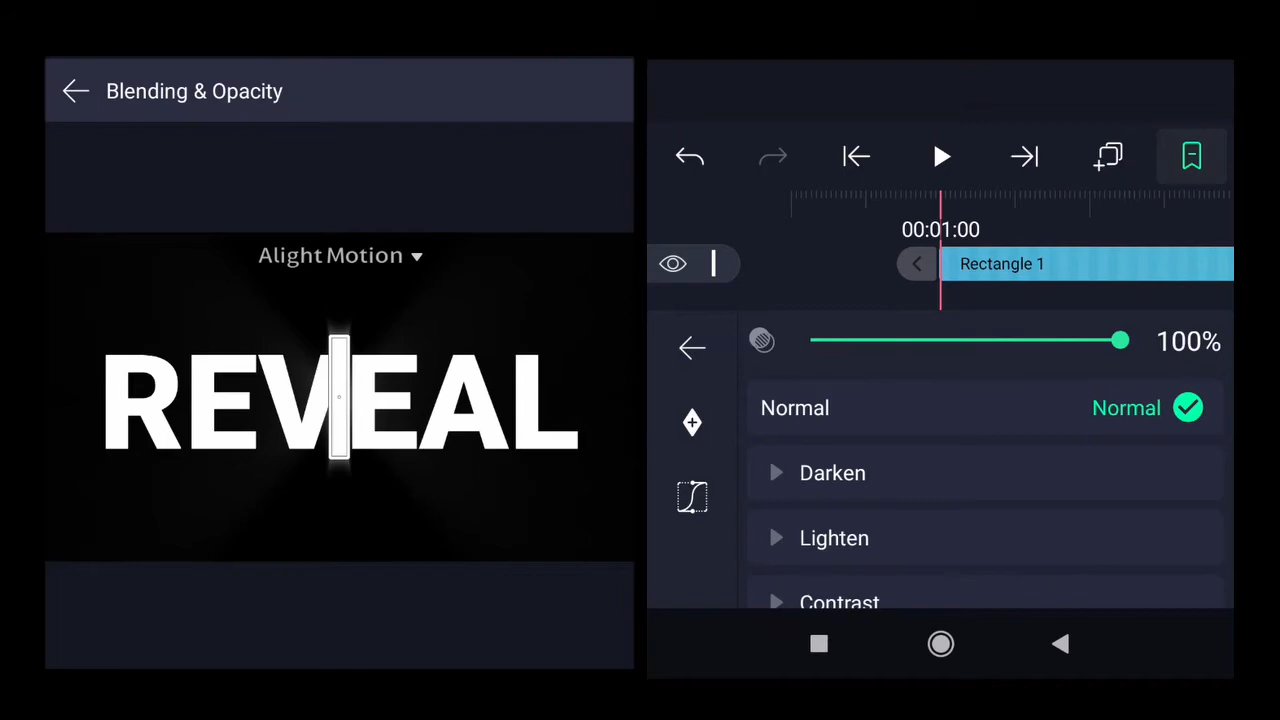 Blending & Opacity
Alight Motion
REVEAL
00:01:00
Rectangle 1
100%
Normal Normal
Darken
Lighten
Contrast